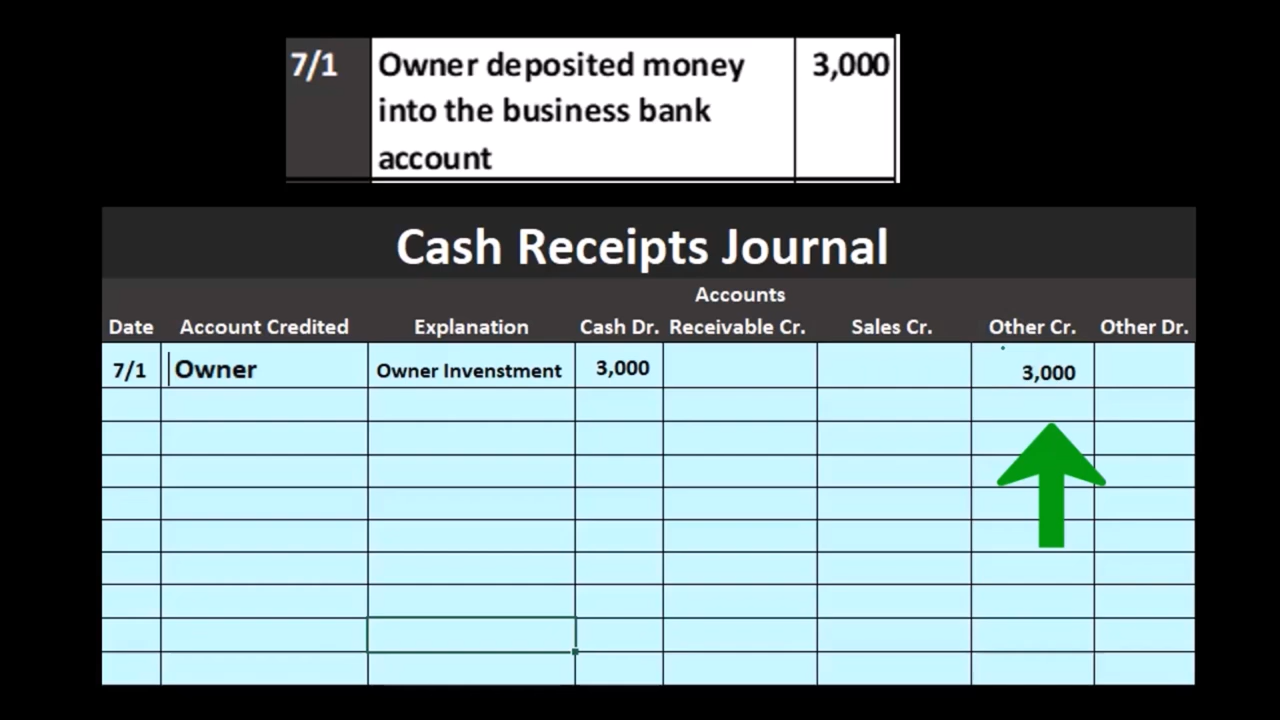 7/1 Owner deposited money 3,000
into the business bank
account
Cash Receipts Journal
Accounts
Date Account Credited Explanation Cash Dr. Receivable Cr. Sales Cr. Other Cr. Other Dr.
7/1 Owner Owner Invenstment 3,000 3,000